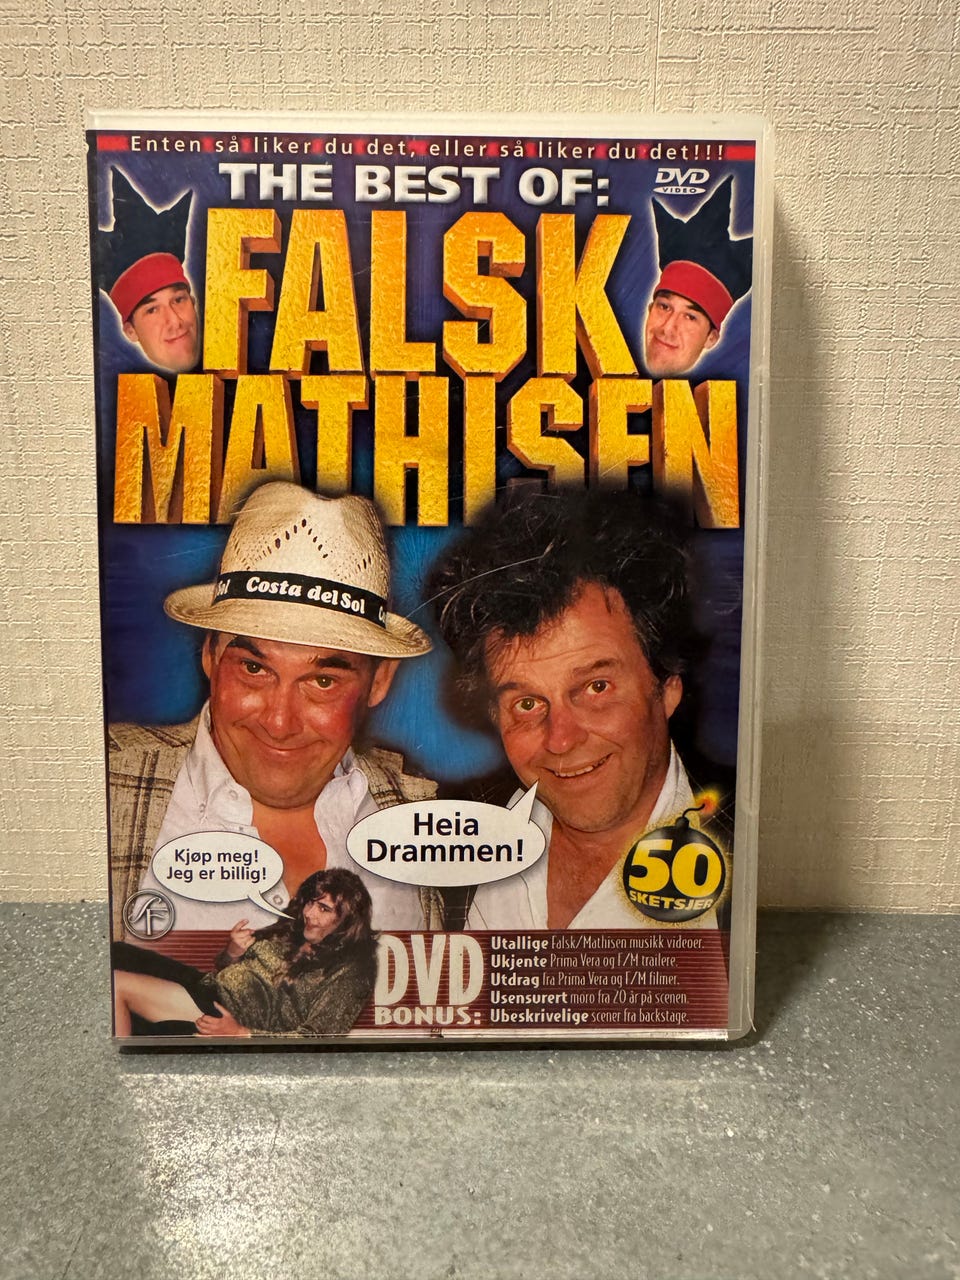 Enten så liker du det, eller så liker du det!!!
THE BEST OF:
DVD
VIDEO
FALSK
MATHISEN
Costa del Sol
Heia
Drammen!
Kjøp meg!
Jeg er billig!
50
SKETSJER
SF
DVD
BONUS:
Utallige Falsk/Mathisen musikk videoer.
Ukjente Prima Vera og F/M trailere.
Utdrag fra Prima Vera og F/M filmer.
Usensurert moro fra 20 år på scenen.
Ubeskrivelige scener fra backstage.